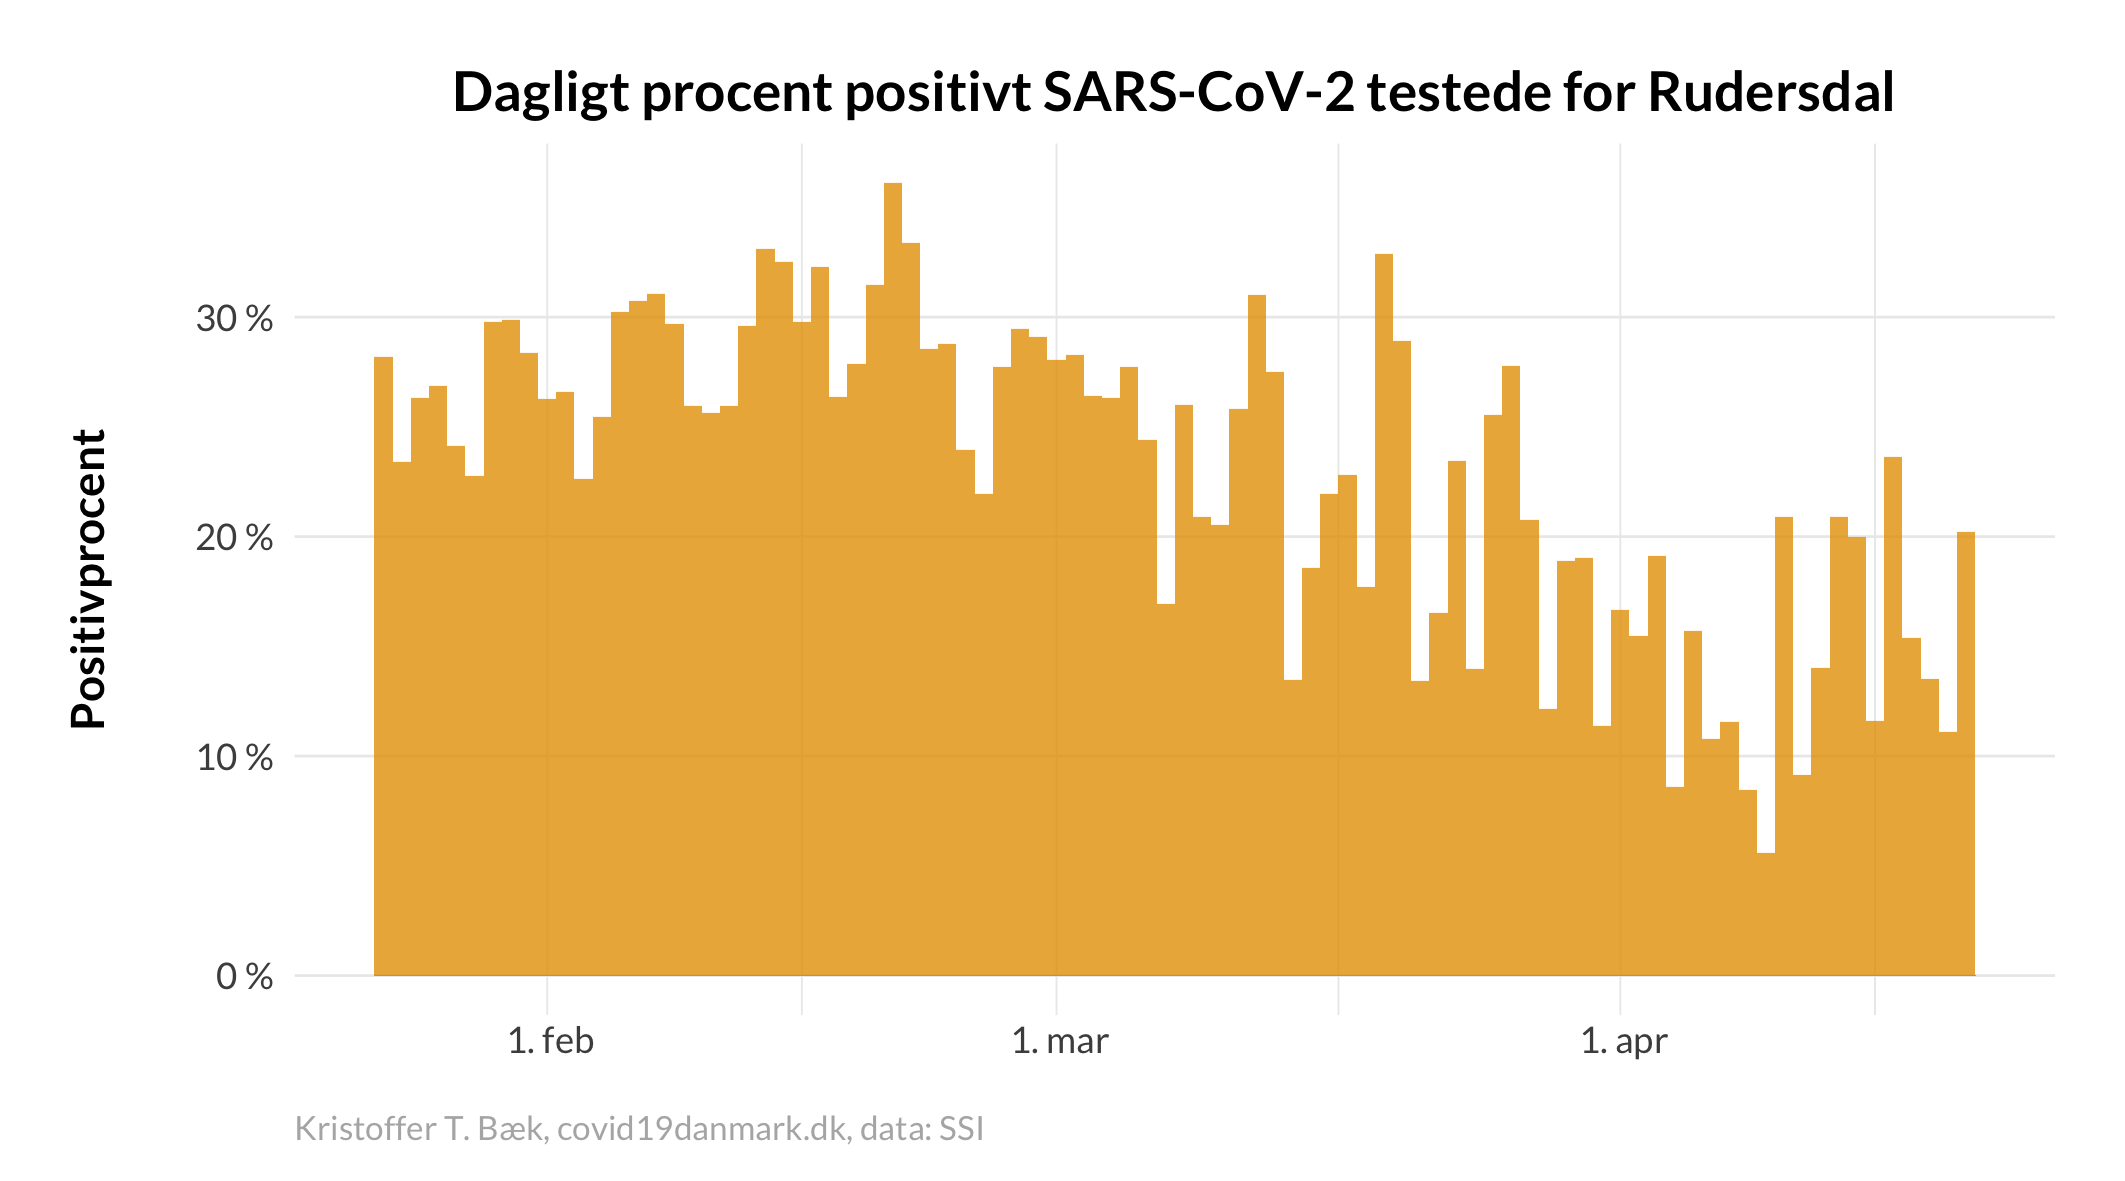 Dagligt procent positivt SARS-CoV-2 testede for Rudersdal
Positivprocent
30 %
20 %
10 %
0 %
1. feb
1. mar
1. apr
Kristoffer T. Bæk, covid19danmark.dk, data: SSI